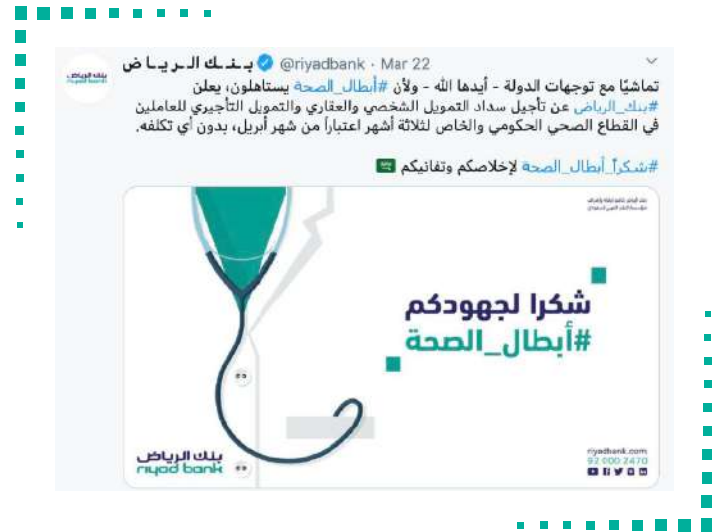 بـنـك الـريـاض @riyadbank · Mar 22
تماشيًا مع توجهات الدولة - أيدها الله - ولأن #أبطال_الصحة يستاهلون، يعلن
#بنك_الرياض عن تأجيل سداد التمويل الشخصي والعقاري والتمويل التأجيري للعاملين
في القطاع الصحي الحكومي والخاص لثلاثة أشهر اعتباراً من شهر أبريل، بدون أي تكلفه.
#شكراً_أبطال_الصحة لإخلاصكم وتفانيكم
شكرا لجهودكم
#أبطال_الصحة
بنك الرياض
riyad bank
riyadbank.com
92 000 2470